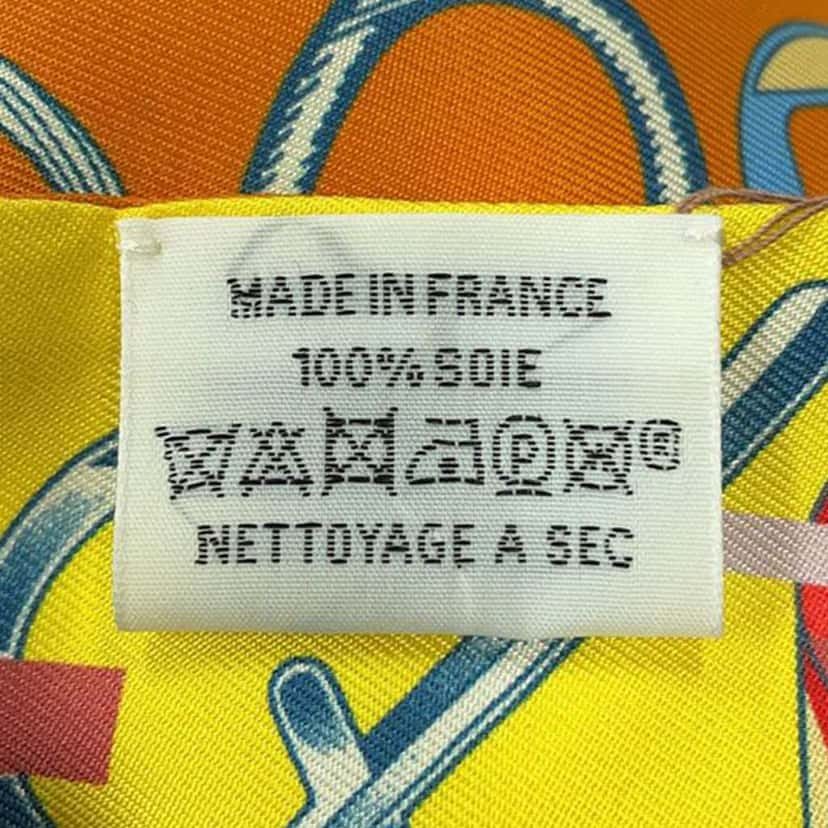 MADE IN FRANCE
100% SOIE
P ®
NETTOYAGE A SEC